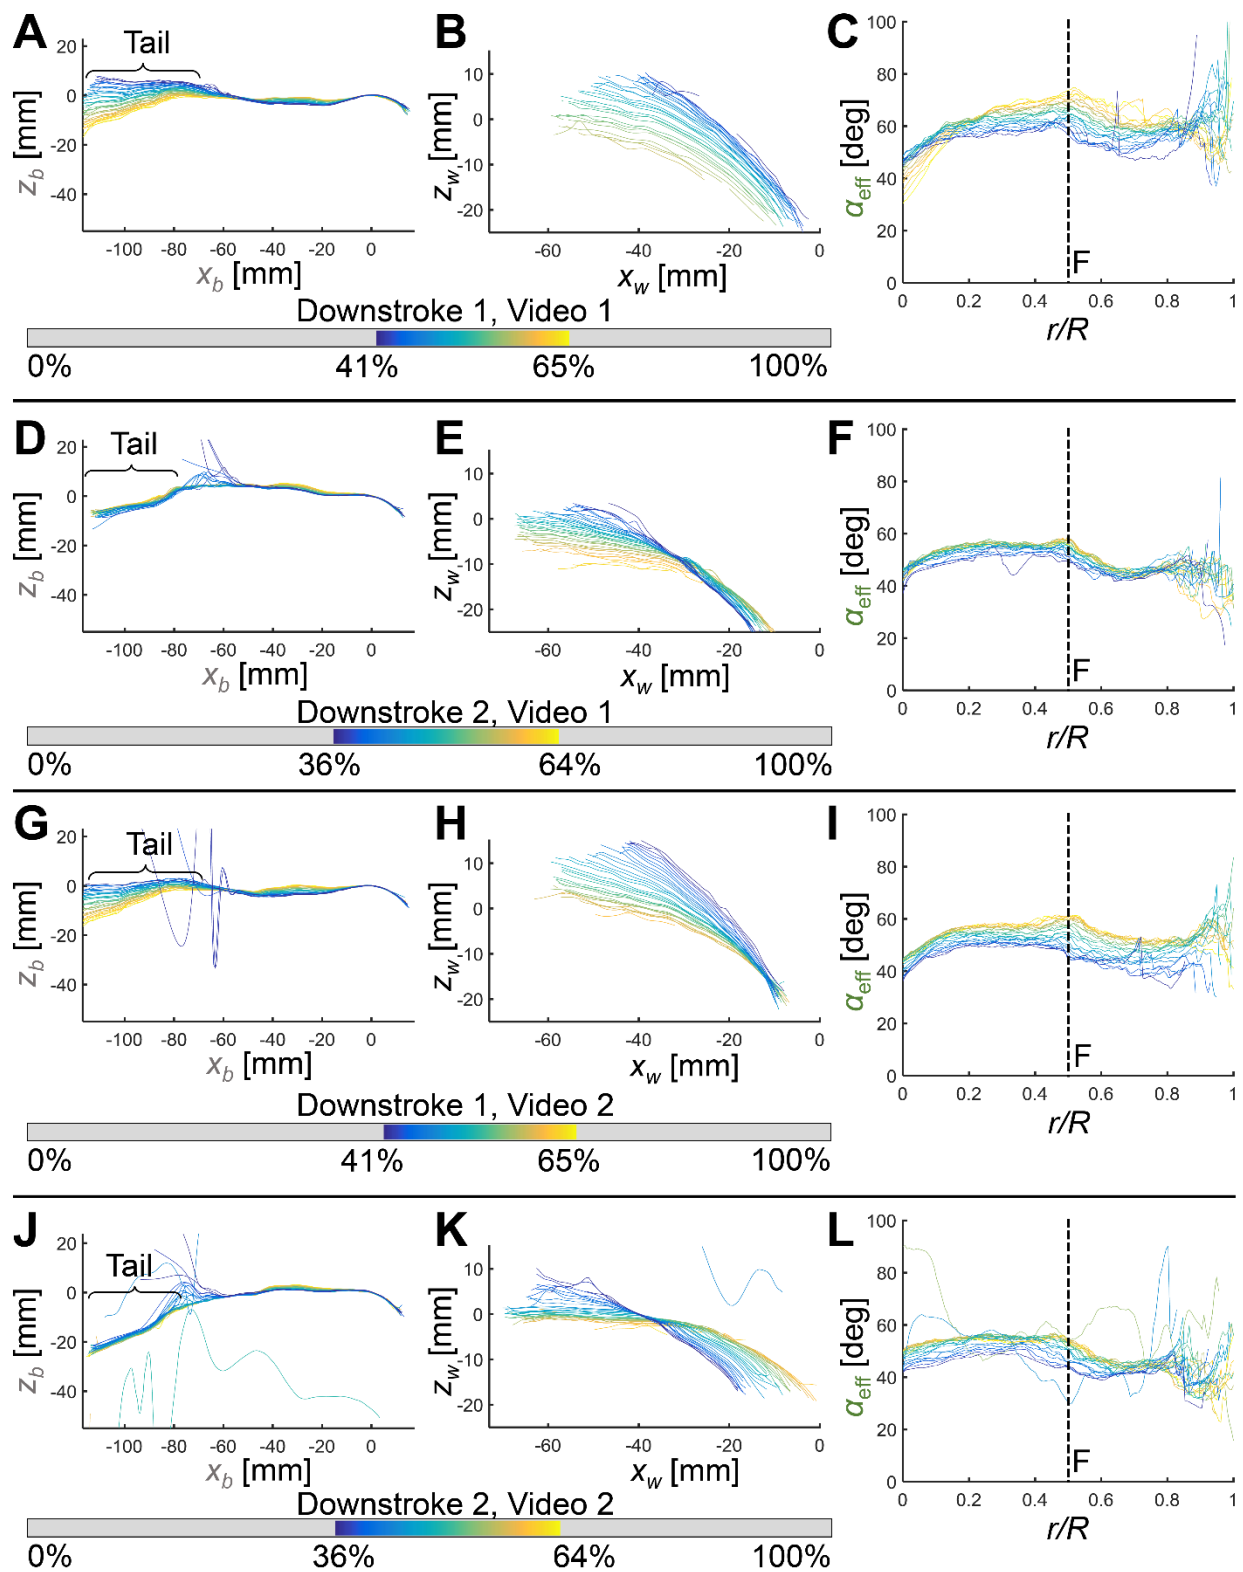 A
B
C
Tail
20
0
-20
-40
z_b [mm]
-100
-80
-60
-40
-20
0
x_b [mm]
10
0
-10
-20
z_w [mm]
-60
-40
-20
0
x_w [mm]
100
80
60
40
20
0
α_eff [deg]
F
0
0.2
0.4
0.6
0.8
1
r/R
Downstroke 1, Video 1
0%
41%
65%
100%
D
E
F
Tail
20
0
-20
-40
z_b [mm]
-100
-80
-60
-40
-20
0
x_b [mm]
10
0
-10
-20
z_w [mm]
-60
-40
-20
0
x_w [mm]
100
80
60
40
20
0
α_eff [deg]
F
0
0.2
0.4
0.6
0.8
1
r/R
Downstroke 2, Video 1
0%
36%
64%
100%
G
H
I
Tail
20
0
-20
-40
z_b [mm]
-100
-80
-60
-40
-20
0
x_b [mm]
10
0
-10
-20
z_w [mm]
-60
-40
-20
0
x_w [mm]
100
80
60
40
20
0
α_eff [deg]
F
0
0.2
0.4
0.6
0.8
1
r/R
Downstroke 1, Video 2
0%
41%
65%
100%
J
K
L
Tail
20
0
-20
-40
z_b [mm]
-100
-80
-60
-40
-20
0
x_b [mm]
10
0
-10
-20
z_w [mm]
-60
-40
-20
0
x_w [mm]
100
80
60
40
20
0
α_eff [deg]
F
0
0.2
0.4
0.6
0.8
1
r/R
Downstroke 2, Video 2
0%
36%
64%
100%